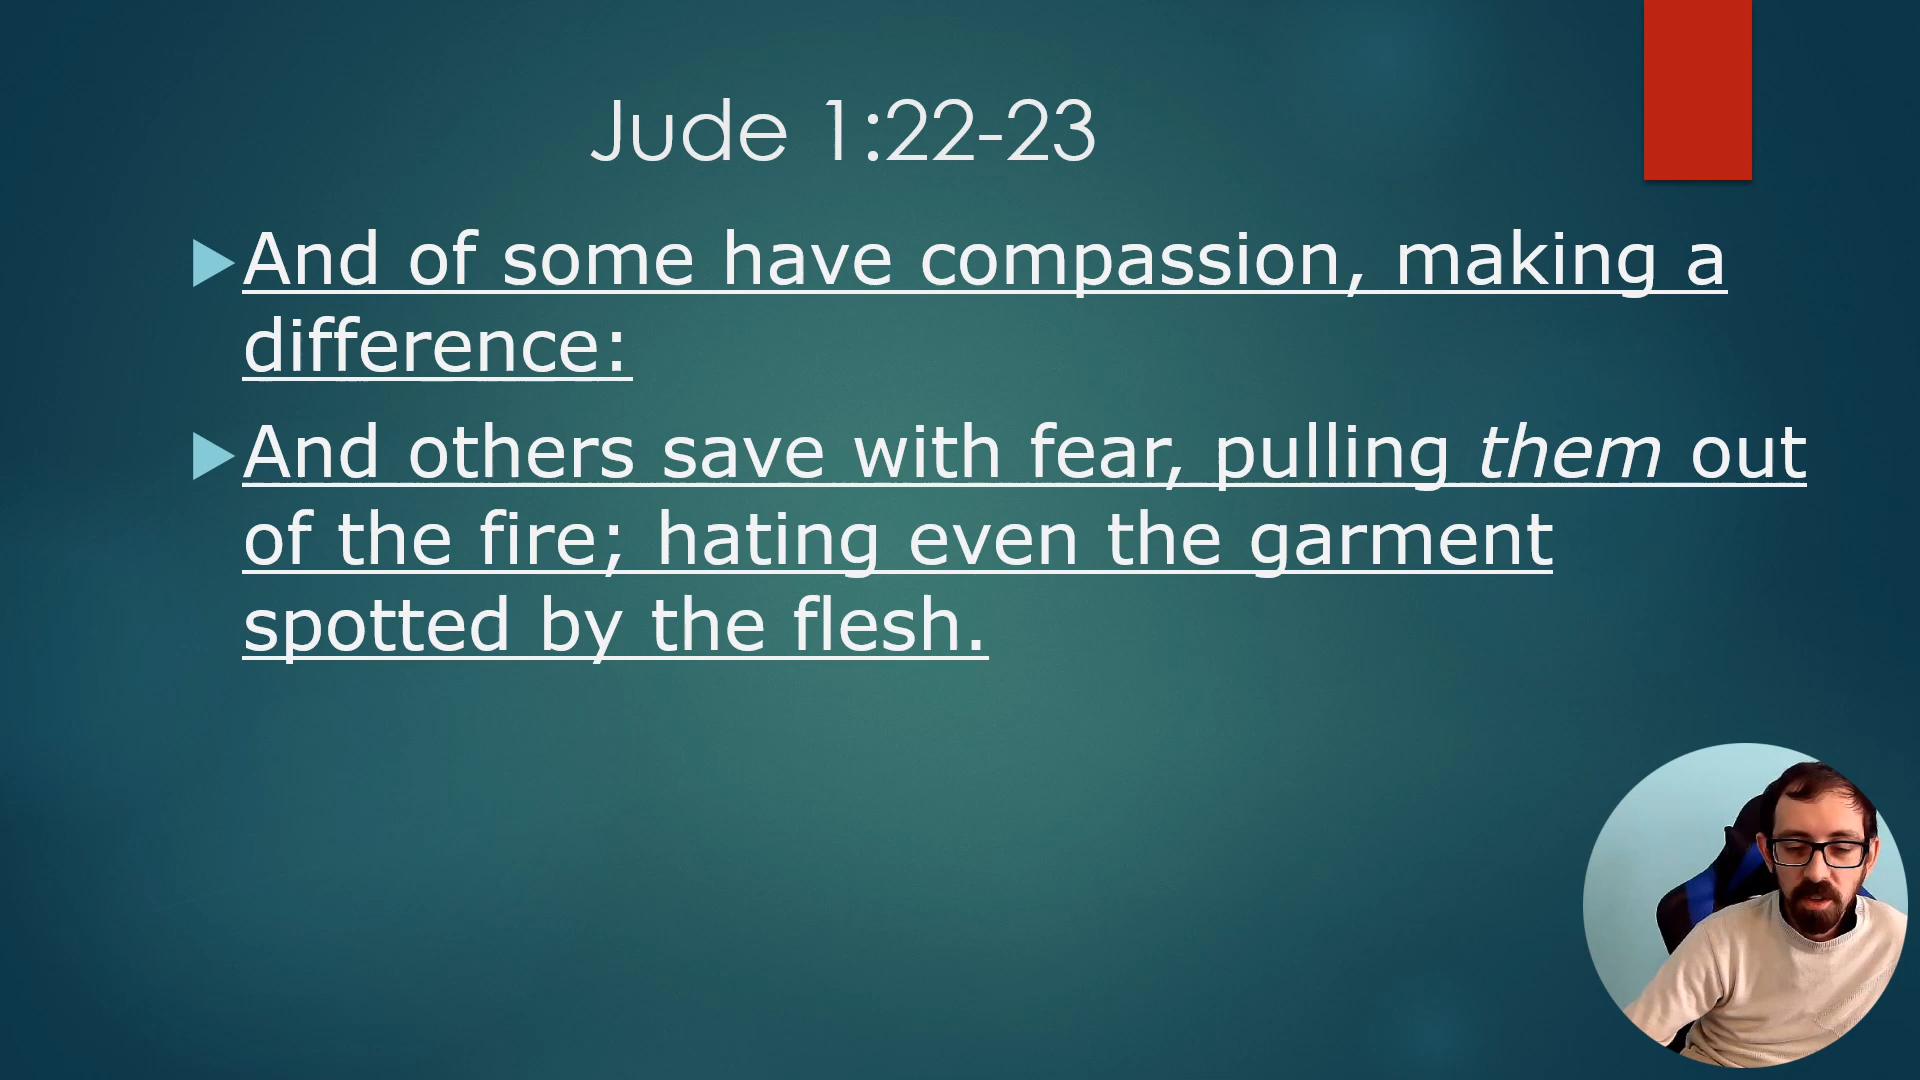 Jude 1:22-23
And of some have compassion, making a
difference:
And others save with fear, pulling them out
of the fire; hating even the garment
spotted by the flesh.